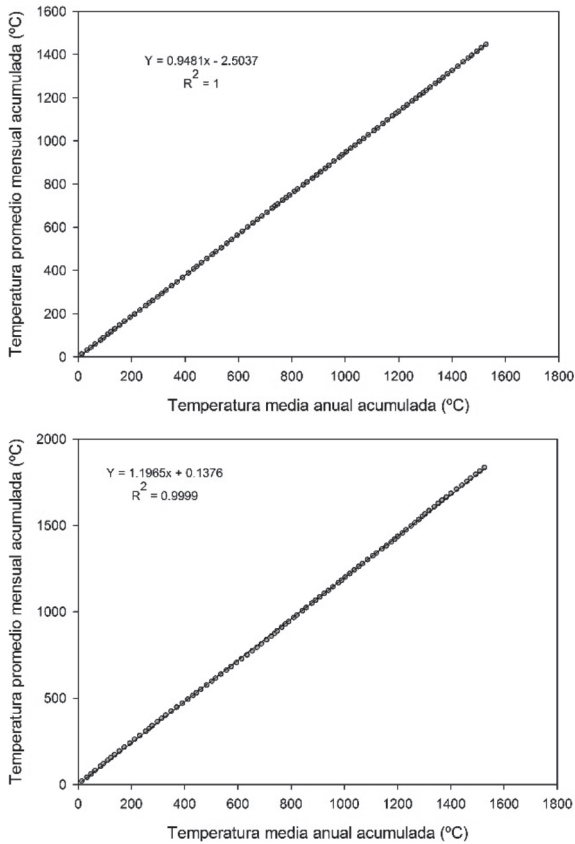 1600
Y = 0.9481x - 2.5037
R2 = 1
1400
1200
1000
800
600
400
200
0
0 200 400 600 800 1000 1200 1400 1600 1800
Temperatura promedio mensual acumulada (ºC)
Temperatura media anual acumulada (ºC)
2000
Y = 1.1965x + 0.1376
R2 = 0.9999
1500
1000
500
0
0 200 400 600 800 1000 1200 1400 1600 1800
Temperatura promedio mensual acumulada (ºC)
Temperatura media anual acumulada (ºC)